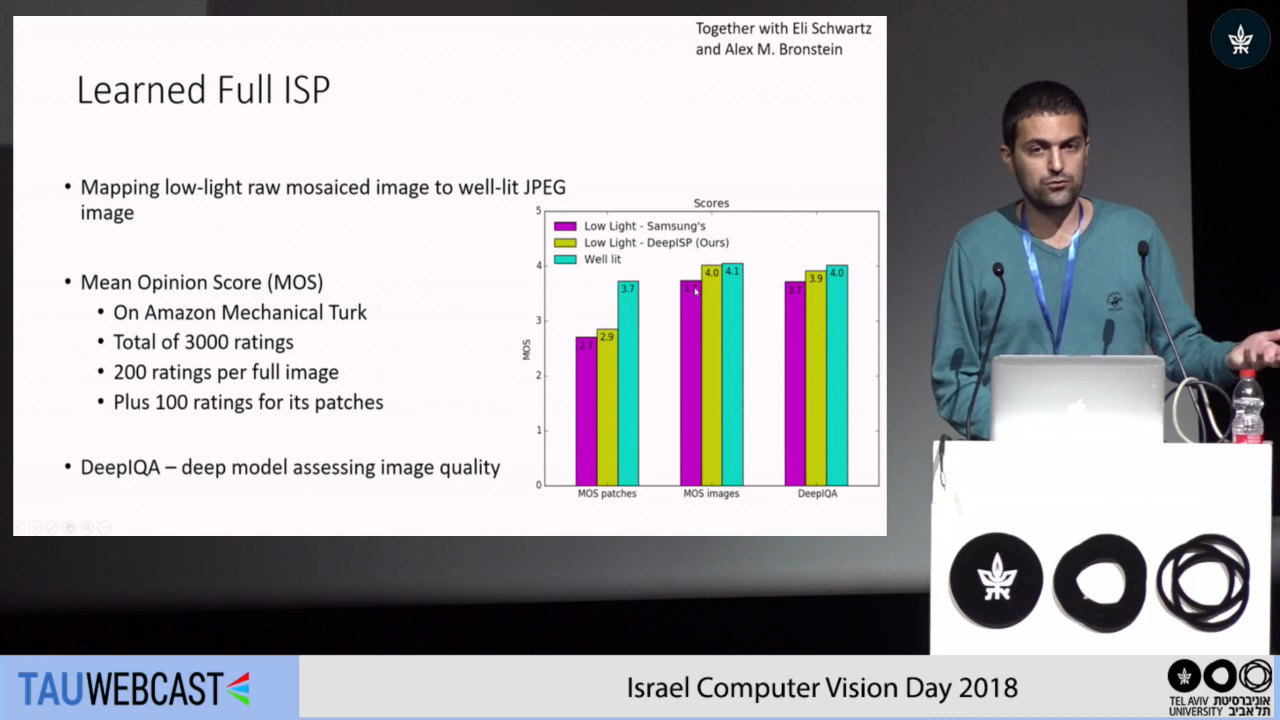 Together with Eli Schwartz
and Alex M. Bronstein
Learned Full ISP
• Mapping low-light raw mosaiced image to well-lit JPEG
image
• Mean Opinion Score (MOS)
• On Amazon Mechanical Turk
• Total of 3000 ratings
• 200 ratings per full image
• Plus 100 ratings for its patches
• DeepIQA – deep model assessing image quality
Scores
Low Light - Samsung's
Low Light - DeepISP (Ours)
Well lit
MOS
5
4
3
2
1
0
2.7
2.9
3.7
4.0
4.1
3.7
3.9
4.0
MOS patches
MOS images
DeepIQA
TAUWEBCAST
Israel Computer Vision Day 2018
TEL AVIV אוניברסיטת
UNIVERSITY תל אביב